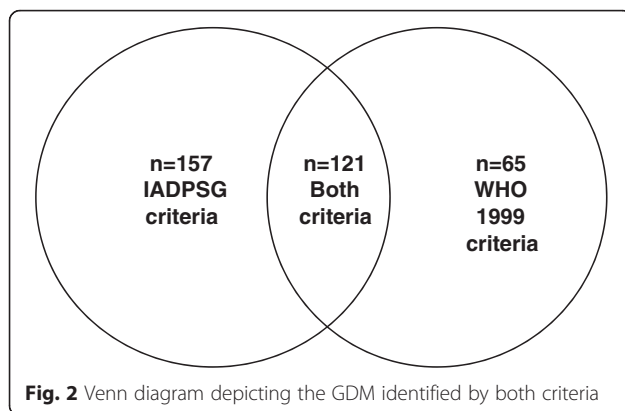 n=157
IADPSG
criteria
n=121
Both
criteria
n=65
WHO
1999
criteria
Fig. 2 Venn diagram depicting the GDM identified by both criteria